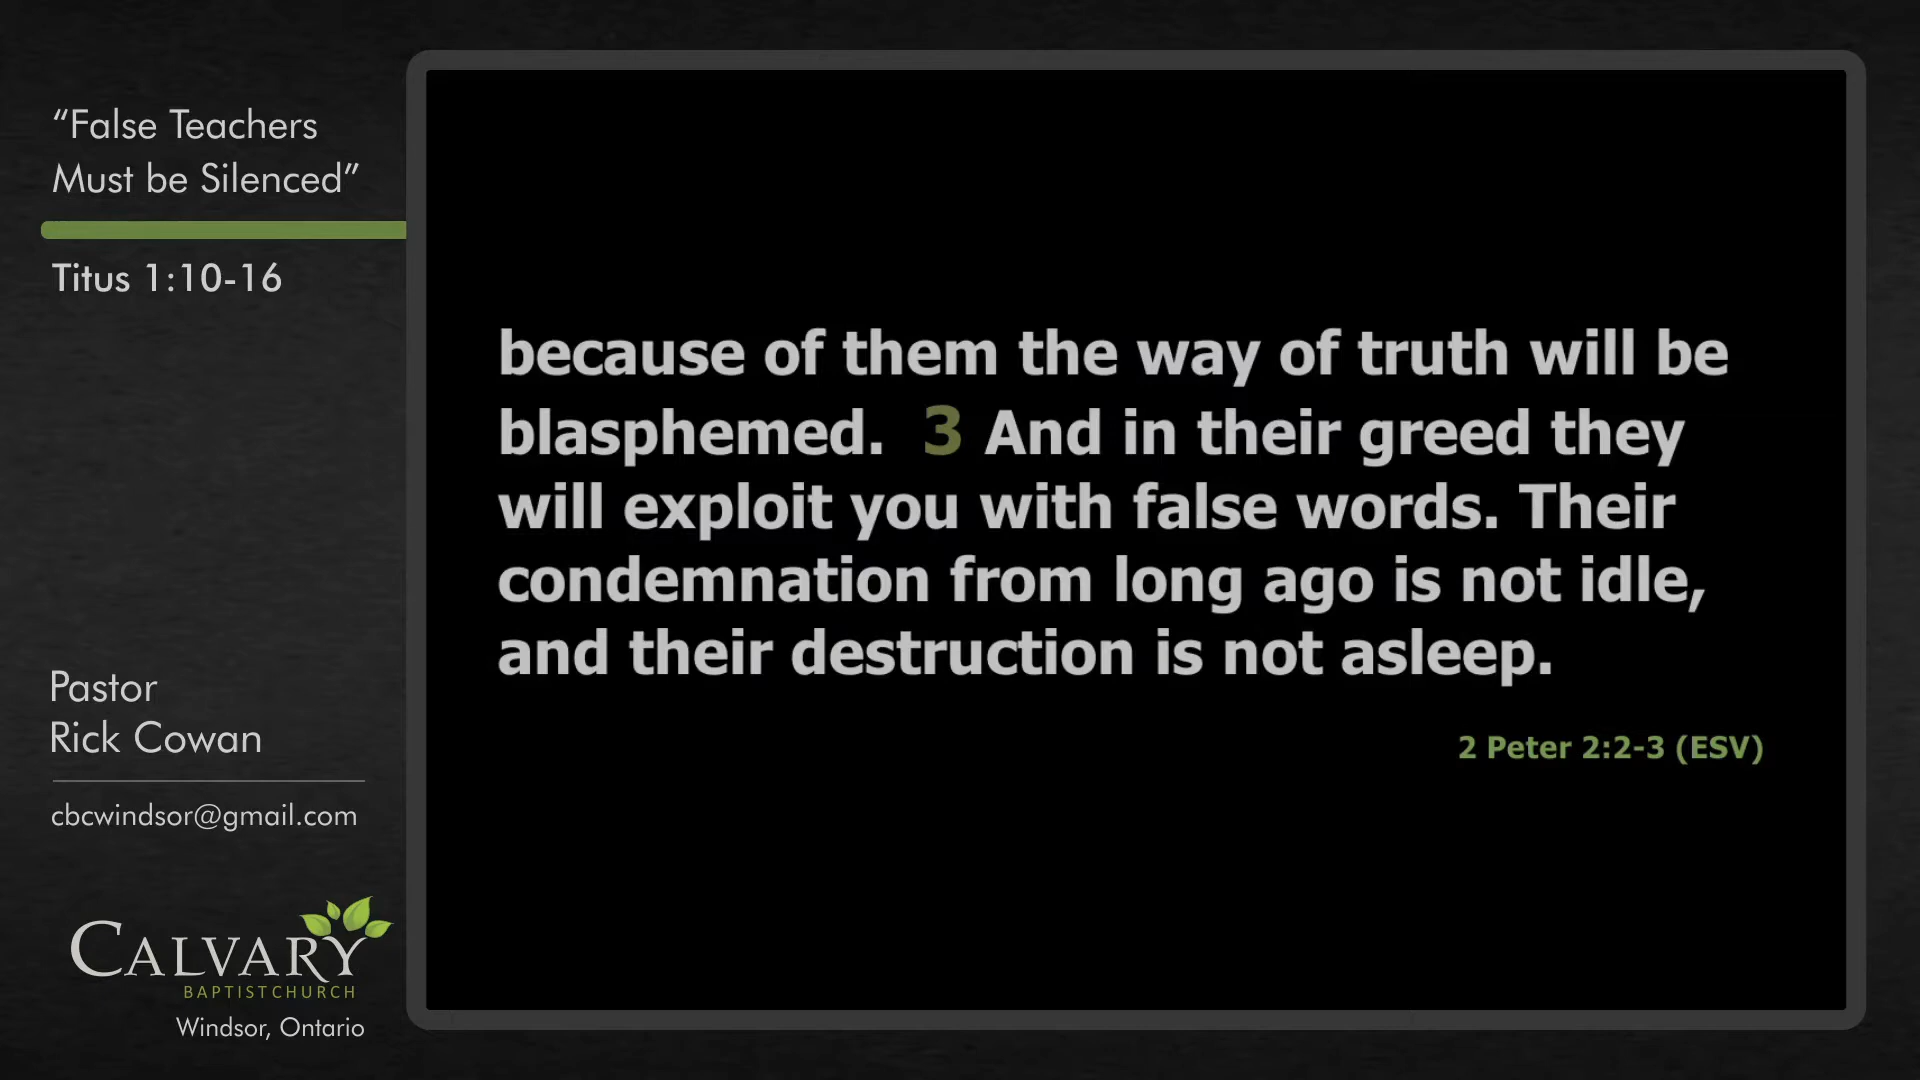 “False Teachers
Must be Silenced”
Titus 1:10-16
because of them the way of truth will be
blasphemed. 3 And in their greed they
will exploit you with false words. Their
condemnation from long ago is not idle,
and their destruction is not asleep.
2 Peter 2:2-3 (ESV)
Pastor
Rick Cowan
cbcwindsor@gmail.com
CALVARY
BAPTISTCHURCH
Windsor, Ontario